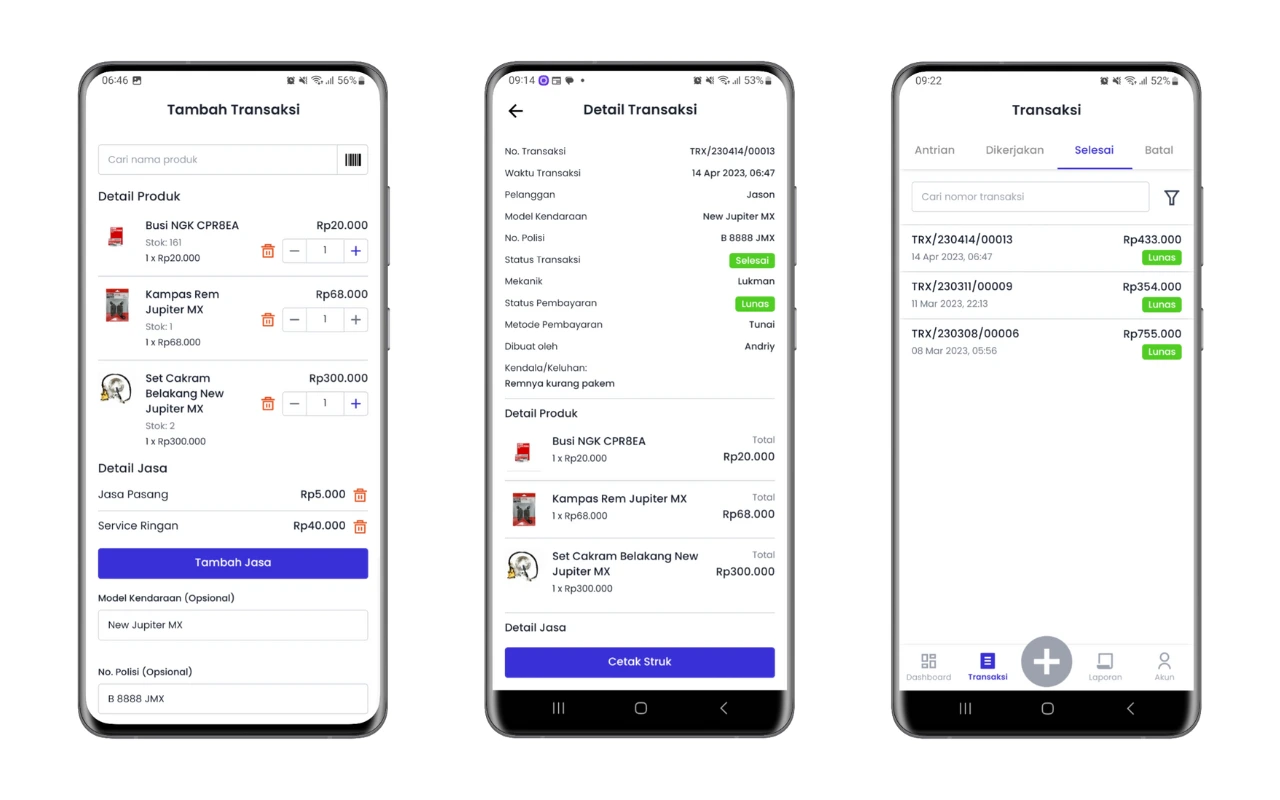 06:46
56%
Tambah Transaksi
Cari nama produk
Detail Produk
Busi NGK CPR8EA
Rp20.000
Stok: 161
1 x Rp20.000
1
Kampas Rem
Jupiter MX
Rp68.000
Stok: 1
1 x Rp68.000
1
Set Cakram
Belakang New
Jupiter MX
Rp300.000
Stok: 2
1 x Rp300.000
1
Detail Jasa
Jasa Pasang
Rp5.000
Service Ringan
Rp40.000
Tambah Jasa
Model Kendaraan (Opsional)
New Jupiter MX
No. Polisi (Opsional)
B 8888 JMX
09:14
53%
Detail Transaksi
No. Transaksi
TRX/230414/00013
Waktu Transaksi
14 Apr 2023, 06:47
Pelanggan
Jason
Model Kendaraan
New Jupiter MX
No. Polisi
B 8888 JMX
Status Transaksi
Selesai
Mekanik
Lukman
Status Pembayaran
Lunas
Metode Pembayaran
Tunai
Dibuat oleh
Andriy
Kendala/Keluhan:
Remnya kurang pakem
Detail Produk
Busi NGK CPR8EA
Total
1 x Rp20.000
Rp20.000
Kampas Rem Jupiter MX
Total
1 x Rp68.000
Rp68.000
Set Cakram Belakang New
Jupiter MX
Total
Rp300.000
1 x Rp300.000
Detail Jasa
Cetak Struk
09:22
52%
Transaksi
Antrian
Dikerjakan
Selesai
Batal
Cari nomor transaksi
TRX/230414/00013
Rp433.000
14 Apr 2023, 06:47
Lunas
TRX/230311/00009
Rp354.000
11 Mar 2023, 22:13
Lunas
TRX/230308/00006
Rp755.000
08 Mar 2023, 05:56
Lunas
Dashboard
Transaksi
Laporan
Akun